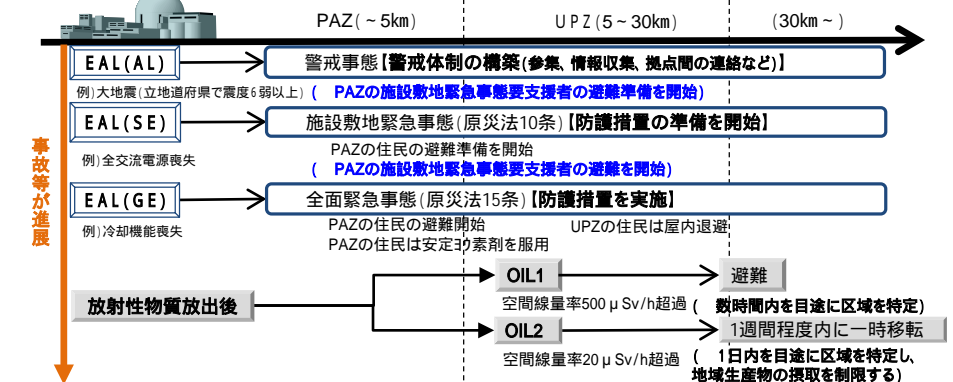 PAZ(~5km)
UPZ(5~30km)
(30km~)
EAL(AL)
警戒事態【警戒体制の構築(参集、情報収集、拠点間の連絡など)】
例)大地震(立地道府県で震度6弱以上)
( PAZの施設敷地緊急事態要支援者の避難準備を開始)
EAL(SE)
施設敷地緊急事態(原災法10条)【防護措置の準備を開始】
例)全交流電源喪失
PAZの住民の避難準備を開始
( PAZの施設敷地緊急事態要支援者の避難を開始)
事故等が進展
EAL(GE)
全面緊急事態(原災法15条)【防護措置を実施】
例)冷却機能喪失
PAZの住民の避難開始
UPZの住民は屋内退避
PAZの住民は安定ヨウ素剤を服用
放射性物質放出後
OIL1
避難
空間線量率500μSv/h超過
( 数時間内を目途に区域を特定)
OIL2
1週間程度内に一時移転
空間線量率20μSv/h超過
( 1日内を目途に区域を特定し、
地域生産物の摂取を制限する)